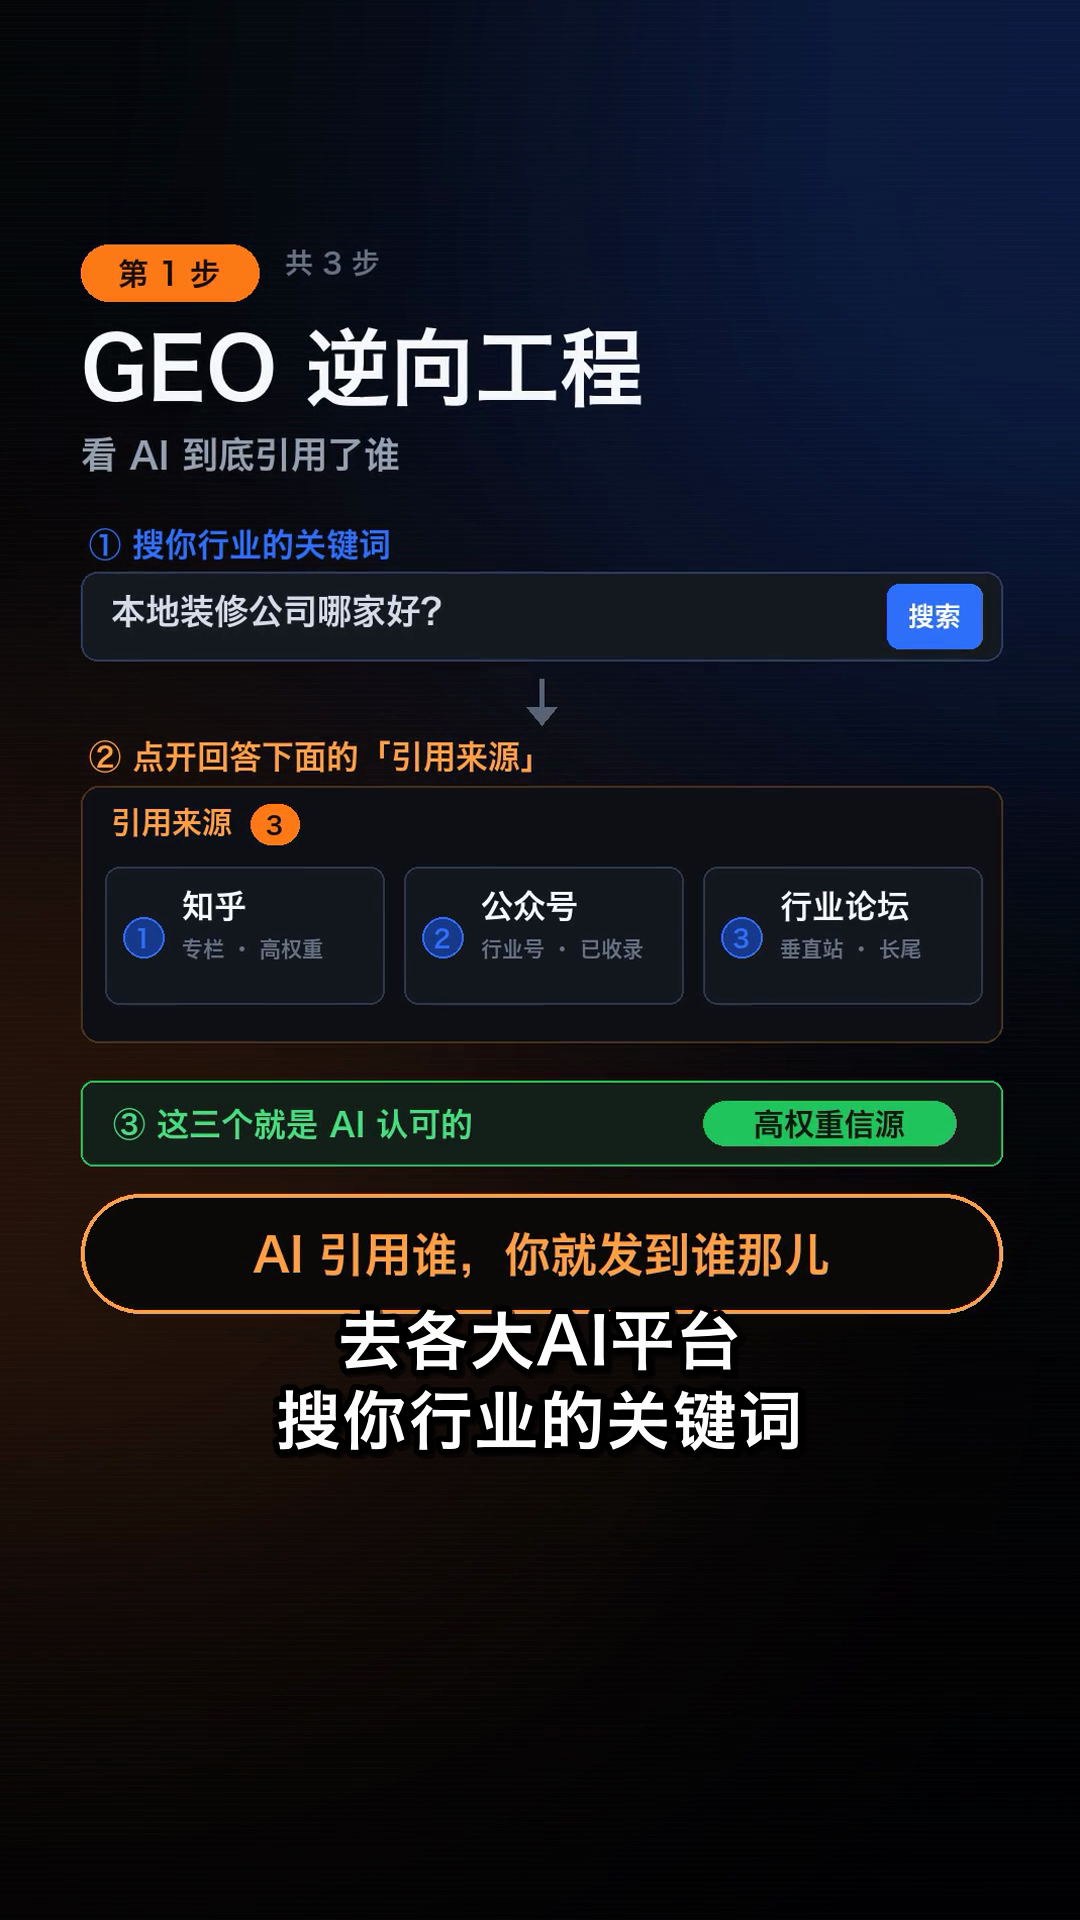 第 1 步
共 3 步
GEO 逆向工程
看 AI 到底引用了谁
① 搜你行业的关键词
本地装修公司哪家好?
搜索
② 点开回答下面的「引用来源」
引用来源 3
1 知乎
专栏 · 高权重
2 公众号
行业号 · 已收录
3 行业论坛
垂直站 · 长尾
③ 这三个就是 AI 认可的
高权重信源
AI 引用谁，你就发到谁那儿
去各大AI平台
搜你行业的关键词